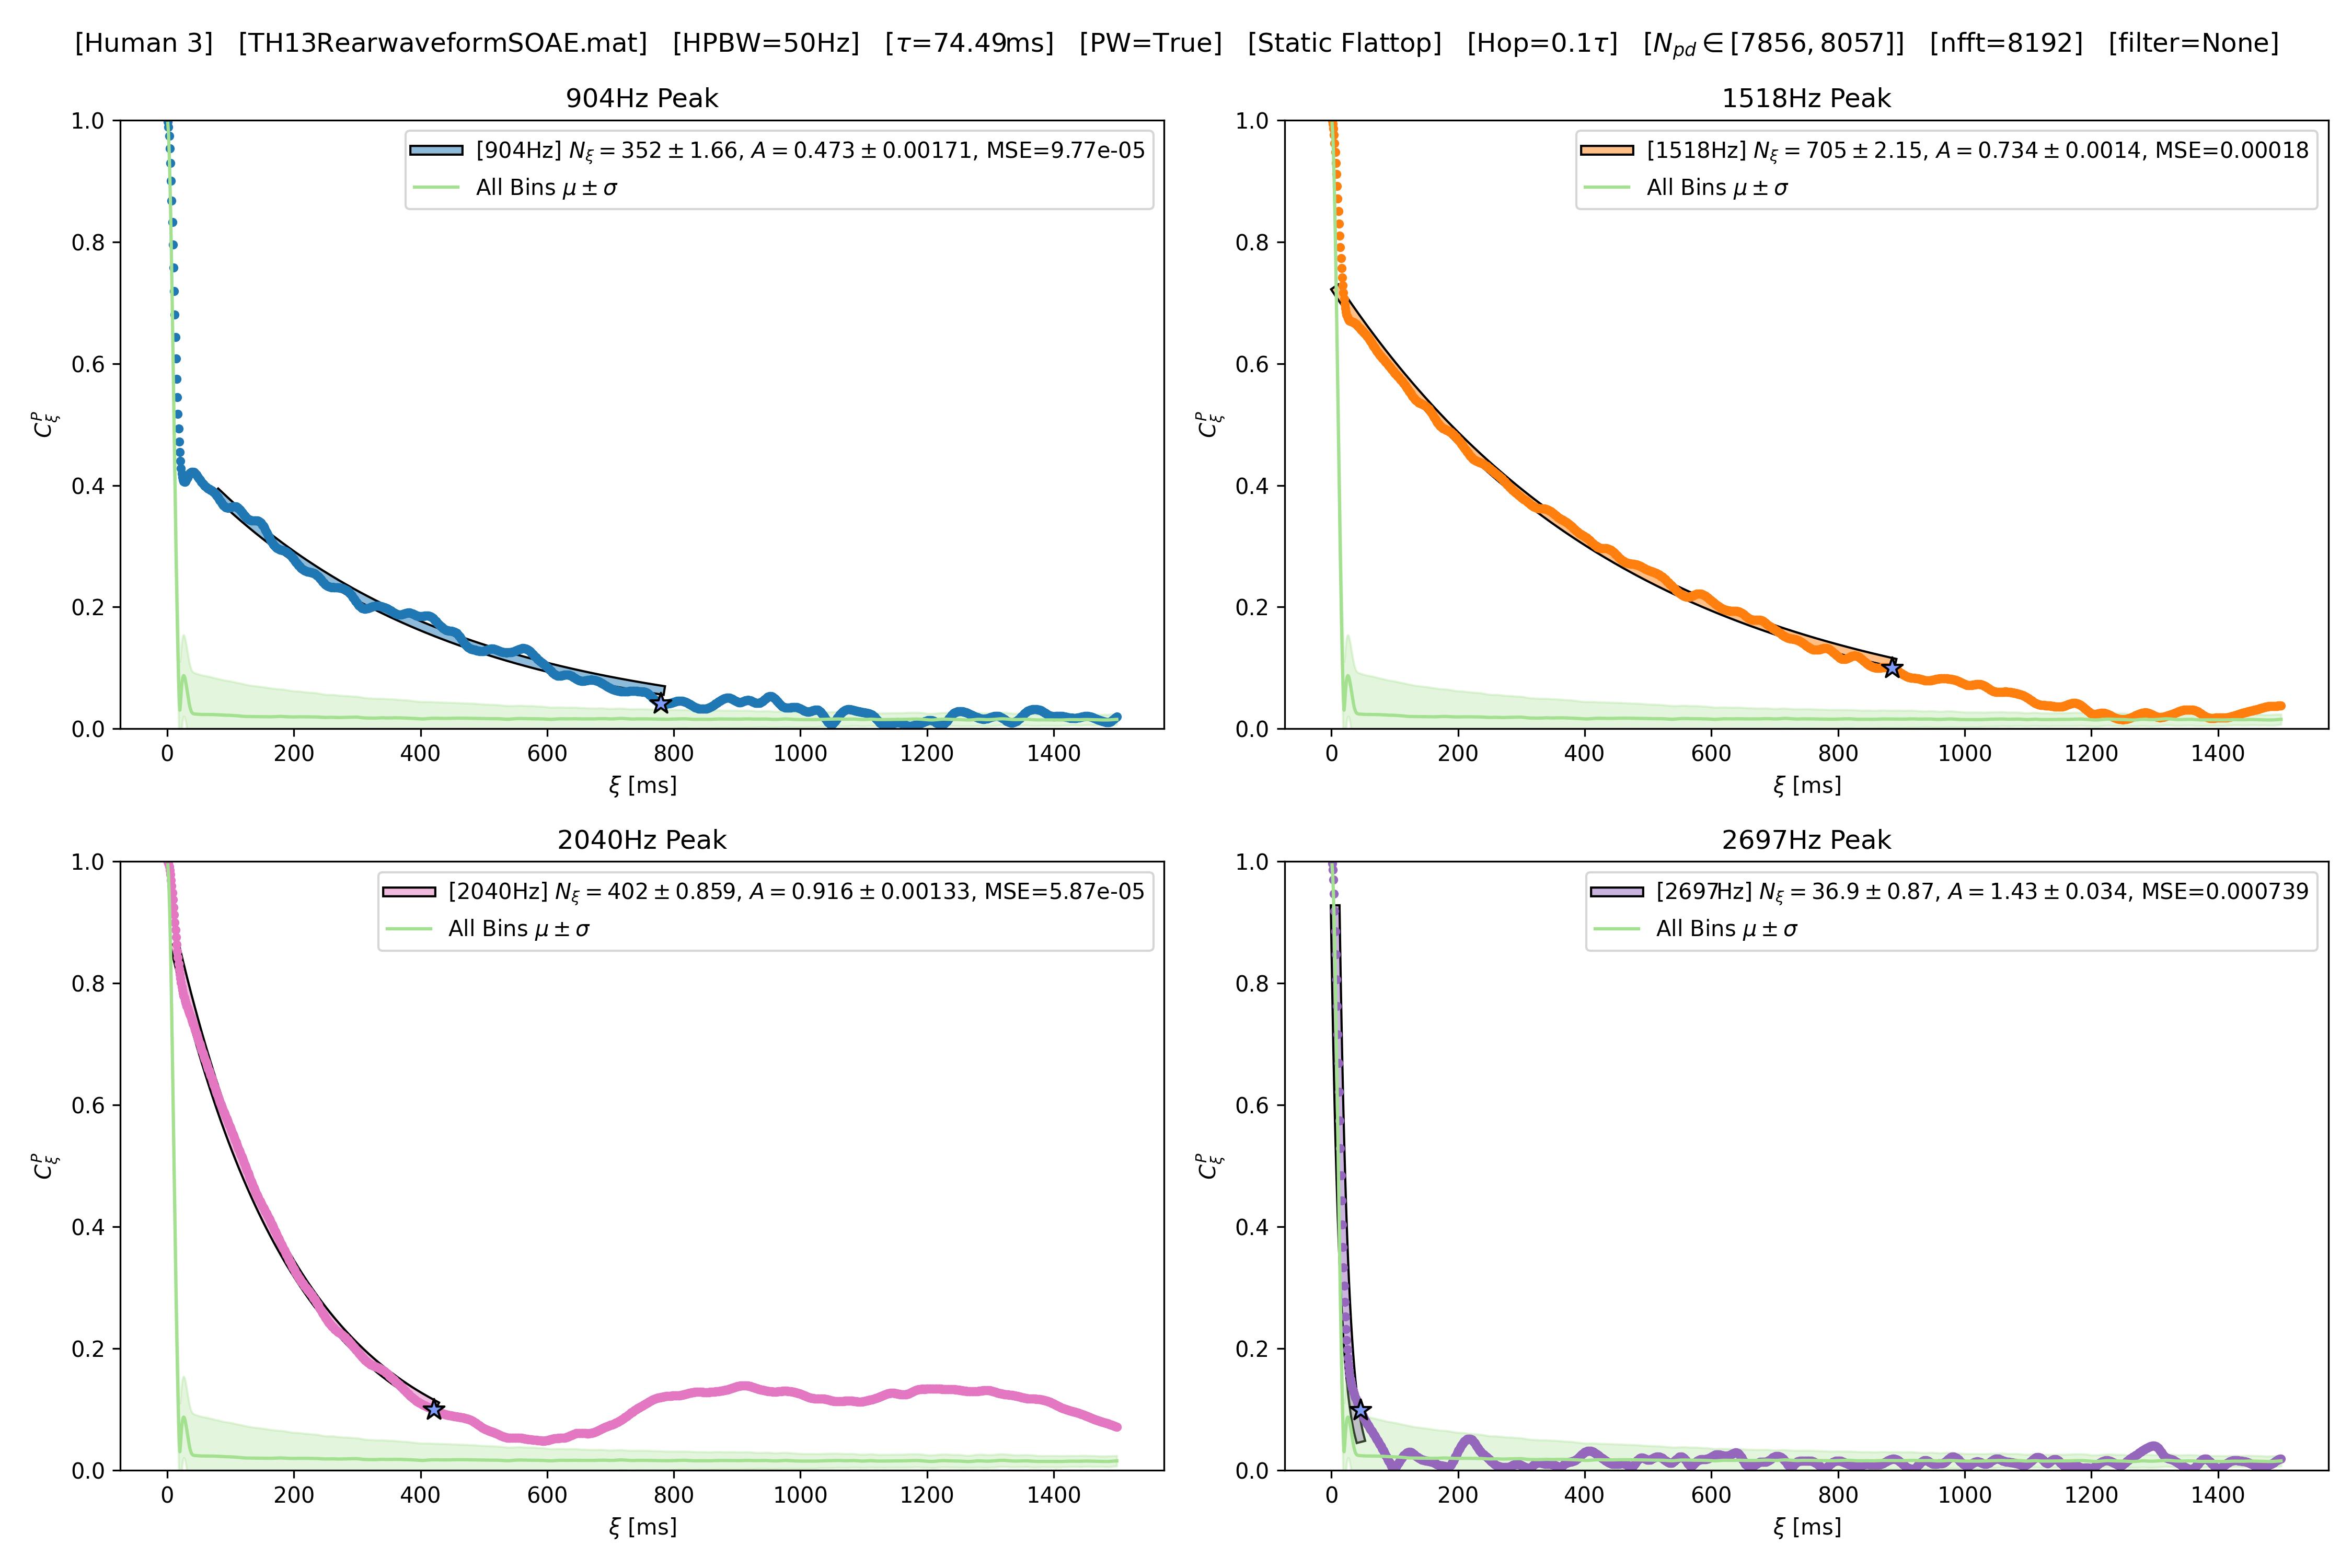 [Human 3] [TH13RearwaveformSOAE.mat] [HPBW=50Hz] [τ=74.49ms] [PW=True] [Static Flattop] [Hop=0.1τ] [N_pd ∈ [7856, 8057]] [nfft=8192] [filter=None]
904Hz Peak
[904Hz] N_ξ = 352 ± 1.66, A = 0.473 ± 0.00171, MSE=9.77e-05
All Bins μ ± σ
1.0
0.8
0.6
0.4
0.2
0.0
C_ξ^P
0 200 400 600 800 1000 1200 1400
ξ [ms]
1518Hz Peak
[1518Hz] N_ξ = 705 ± 2.15, A = 0.734 ± 0.0014, MSE=0.00018
All Bins μ ± σ
1.0
0.8
0.6
0.4
0.2
0.0
C_ξ^P
0 200 400 600 800 1000 1200 1400
ξ [ms]
2040Hz Peak
[2040Hz] N_ξ = 402 ± 0.859, A = 0.916 ± 0.00133, MSE=5.87e-05
All Bins μ ± σ
1.0
0.8
0.6
0.4
0.2
0.0
C_ξ^P
0 200 400 600 800 1000 1200 1400
ξ [ms]
2697Hz Peak
[2697Hz] N_ξ = 36.9 ± 0.87, A = 1.43 ± 0.034, MSE=0.000739
All Bins μ ± σ
1.0
0.8
0.6
0.4
0.2
0.0
C_ξ^P
0 200 400 600 800 1000 1200 1400
ξ [ms]